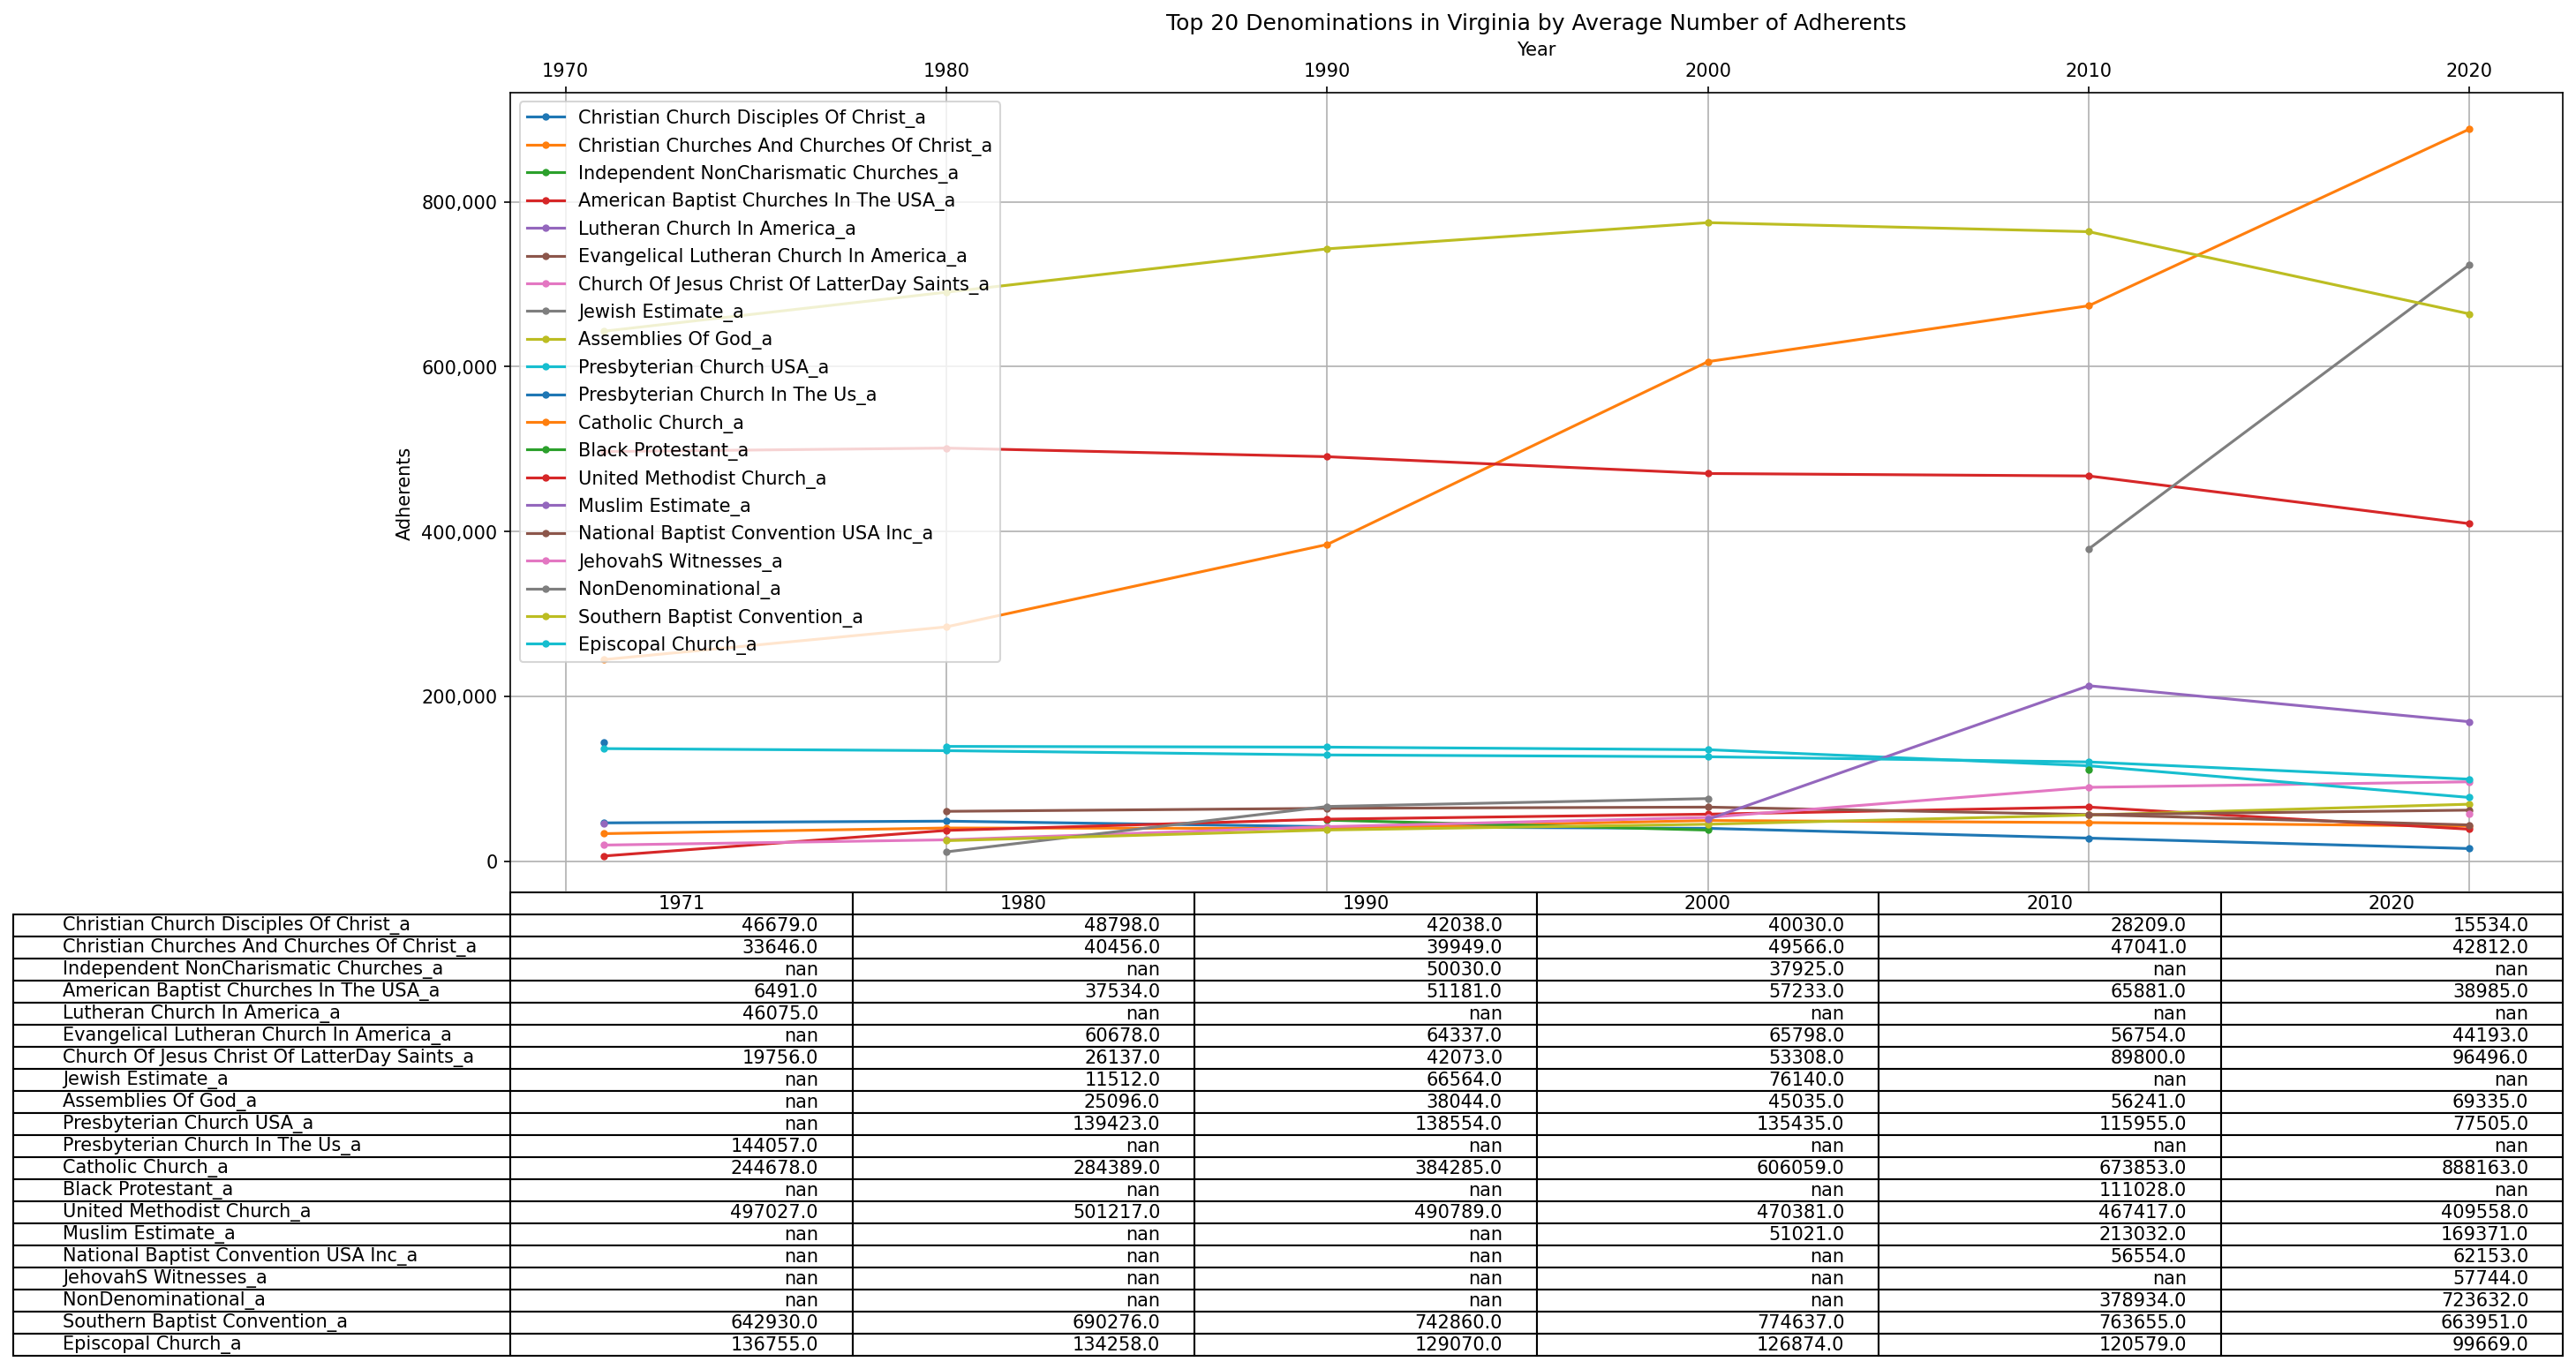 Top 20 Denominations in Virginia by Average Number of Adherents
Year
1970 1980 1990 2000 2010 2020
Christian Church Disciples Of Christ_a
Christian Churches And Churches Of Christ_a
Independent NonCharismatic Churches_a
American Baptist Churches In The USA_a
Lutheran Church In America_a
Evangelical Lutheran Church In America_a
Church Of Jesus Christ Of LatterDay Saints_a
Jewish Estimate_a
Assemblies Of God_a
Presbyterian Church USA_a
Presbyterian Church In The Us_a
Catholic Church_a
Black Protestant_a
United Methodist Church_a
Muslim Estimate_a
National Baptist Convention USA Inc_a
JehovahS Witnesses_a
NonDenominational_a
Southern Baptist Convention_a
Episcopal Church_a
800,000
600,000
400,000
200,000
0
Adherents
1971 1980 1990 2000 2010 2020
Christian Church Disciples Of Christ_a 46679.0 48798.0 42038.0 40030.0 28209.0 15534.0
Christian Churches And Churches Of Christ_a 33646.0 40456.0 39949.0 49566.0 47041.0 42812.0
Independent NonCharismatic Churches_a nan nan 50030.0 37925.0 nan nan
American Baptist Churches In The USA_a 6491.0 37534.0 51181.0 57233.0 65881.0 38985.0
Lutheran Church In America_a 46075.0 nan nan nan nan nan
Evangelical Lutheran Church In America_a nan 60678.0 64337.0 65798.0 56754.0 44193.0
Church Of Jesus Christ Of LatterDay Saints_a 19756.0 26137.0 42073.0 53308.0 89800.0 96496.0
Jewish Estimate_a nan 11512.0 66564.0 76140.0 nan nan
Assemblies Of God_a nan 25096.0 38044.0 45035.0 56241.0 69335.0
Presbyterian Church USA_a nan 139423.0 138554.0 135435.0 115955.0 77505.0
Presbyterian Church In The Us_a 144057.0 nan nan nan nan nan
Catholic Church_a 244678.0 284389.0 384285.0 606059.0 673853.0 888163.0
Black Protestant_a nan nan nan nan 111028.0 nan
United Methodist Church_a 497027.0 501217.0 490789.0 470381.0 467417.0 409558.0
Muslim Estimate_a nan nan nan 51021.0 213032.0 169371.0
National Baptist Convention USA Inc_a nan nan nan nan 56554.0 62153.0
JehovahS Witnesses_a nan nan nan nan nan 57744.0
NonDenominational_a nan nan nan nan 378934.0 723632.0
Southern Baptist Convention_a 642930.0 690276.0 742860.0 774637.0 763655.0 663951.0
Episcopal Church_a 136755.0 134258.0 129070.0 126874.0 120579.0 99669.0